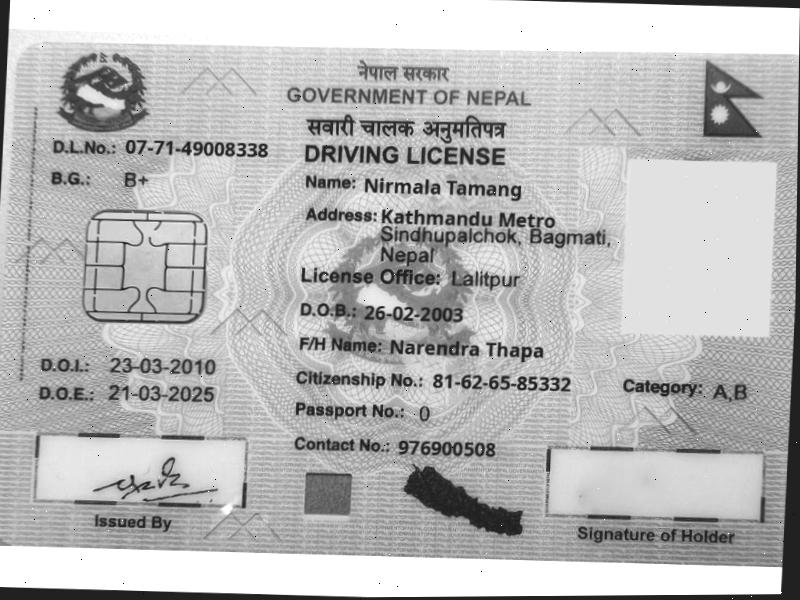 नेपाल सरकार
GOVERNMENT OF NEPAL
सवारी चालक अनुमतिपत्र
DRIVING LICENSE
D.L.No.: 07-71-49008338
B.G.: B+
Name: Nirmala Tamang
Address: Kathmandu Metro
Sindhupalchok, Bagmati,
Nepal
License Office: Lalitpur
D.O.B.: 26-02-2003
F/H Name: Narendra Thapa
D.O.I.: 23-03-2010
D.O.E.: 21-03-2025
Citizenship No.: 81-62-65-85332
Category: A,B
Passport No.: 0
Contact No.: 976900508
Issued By
Signature of Holder